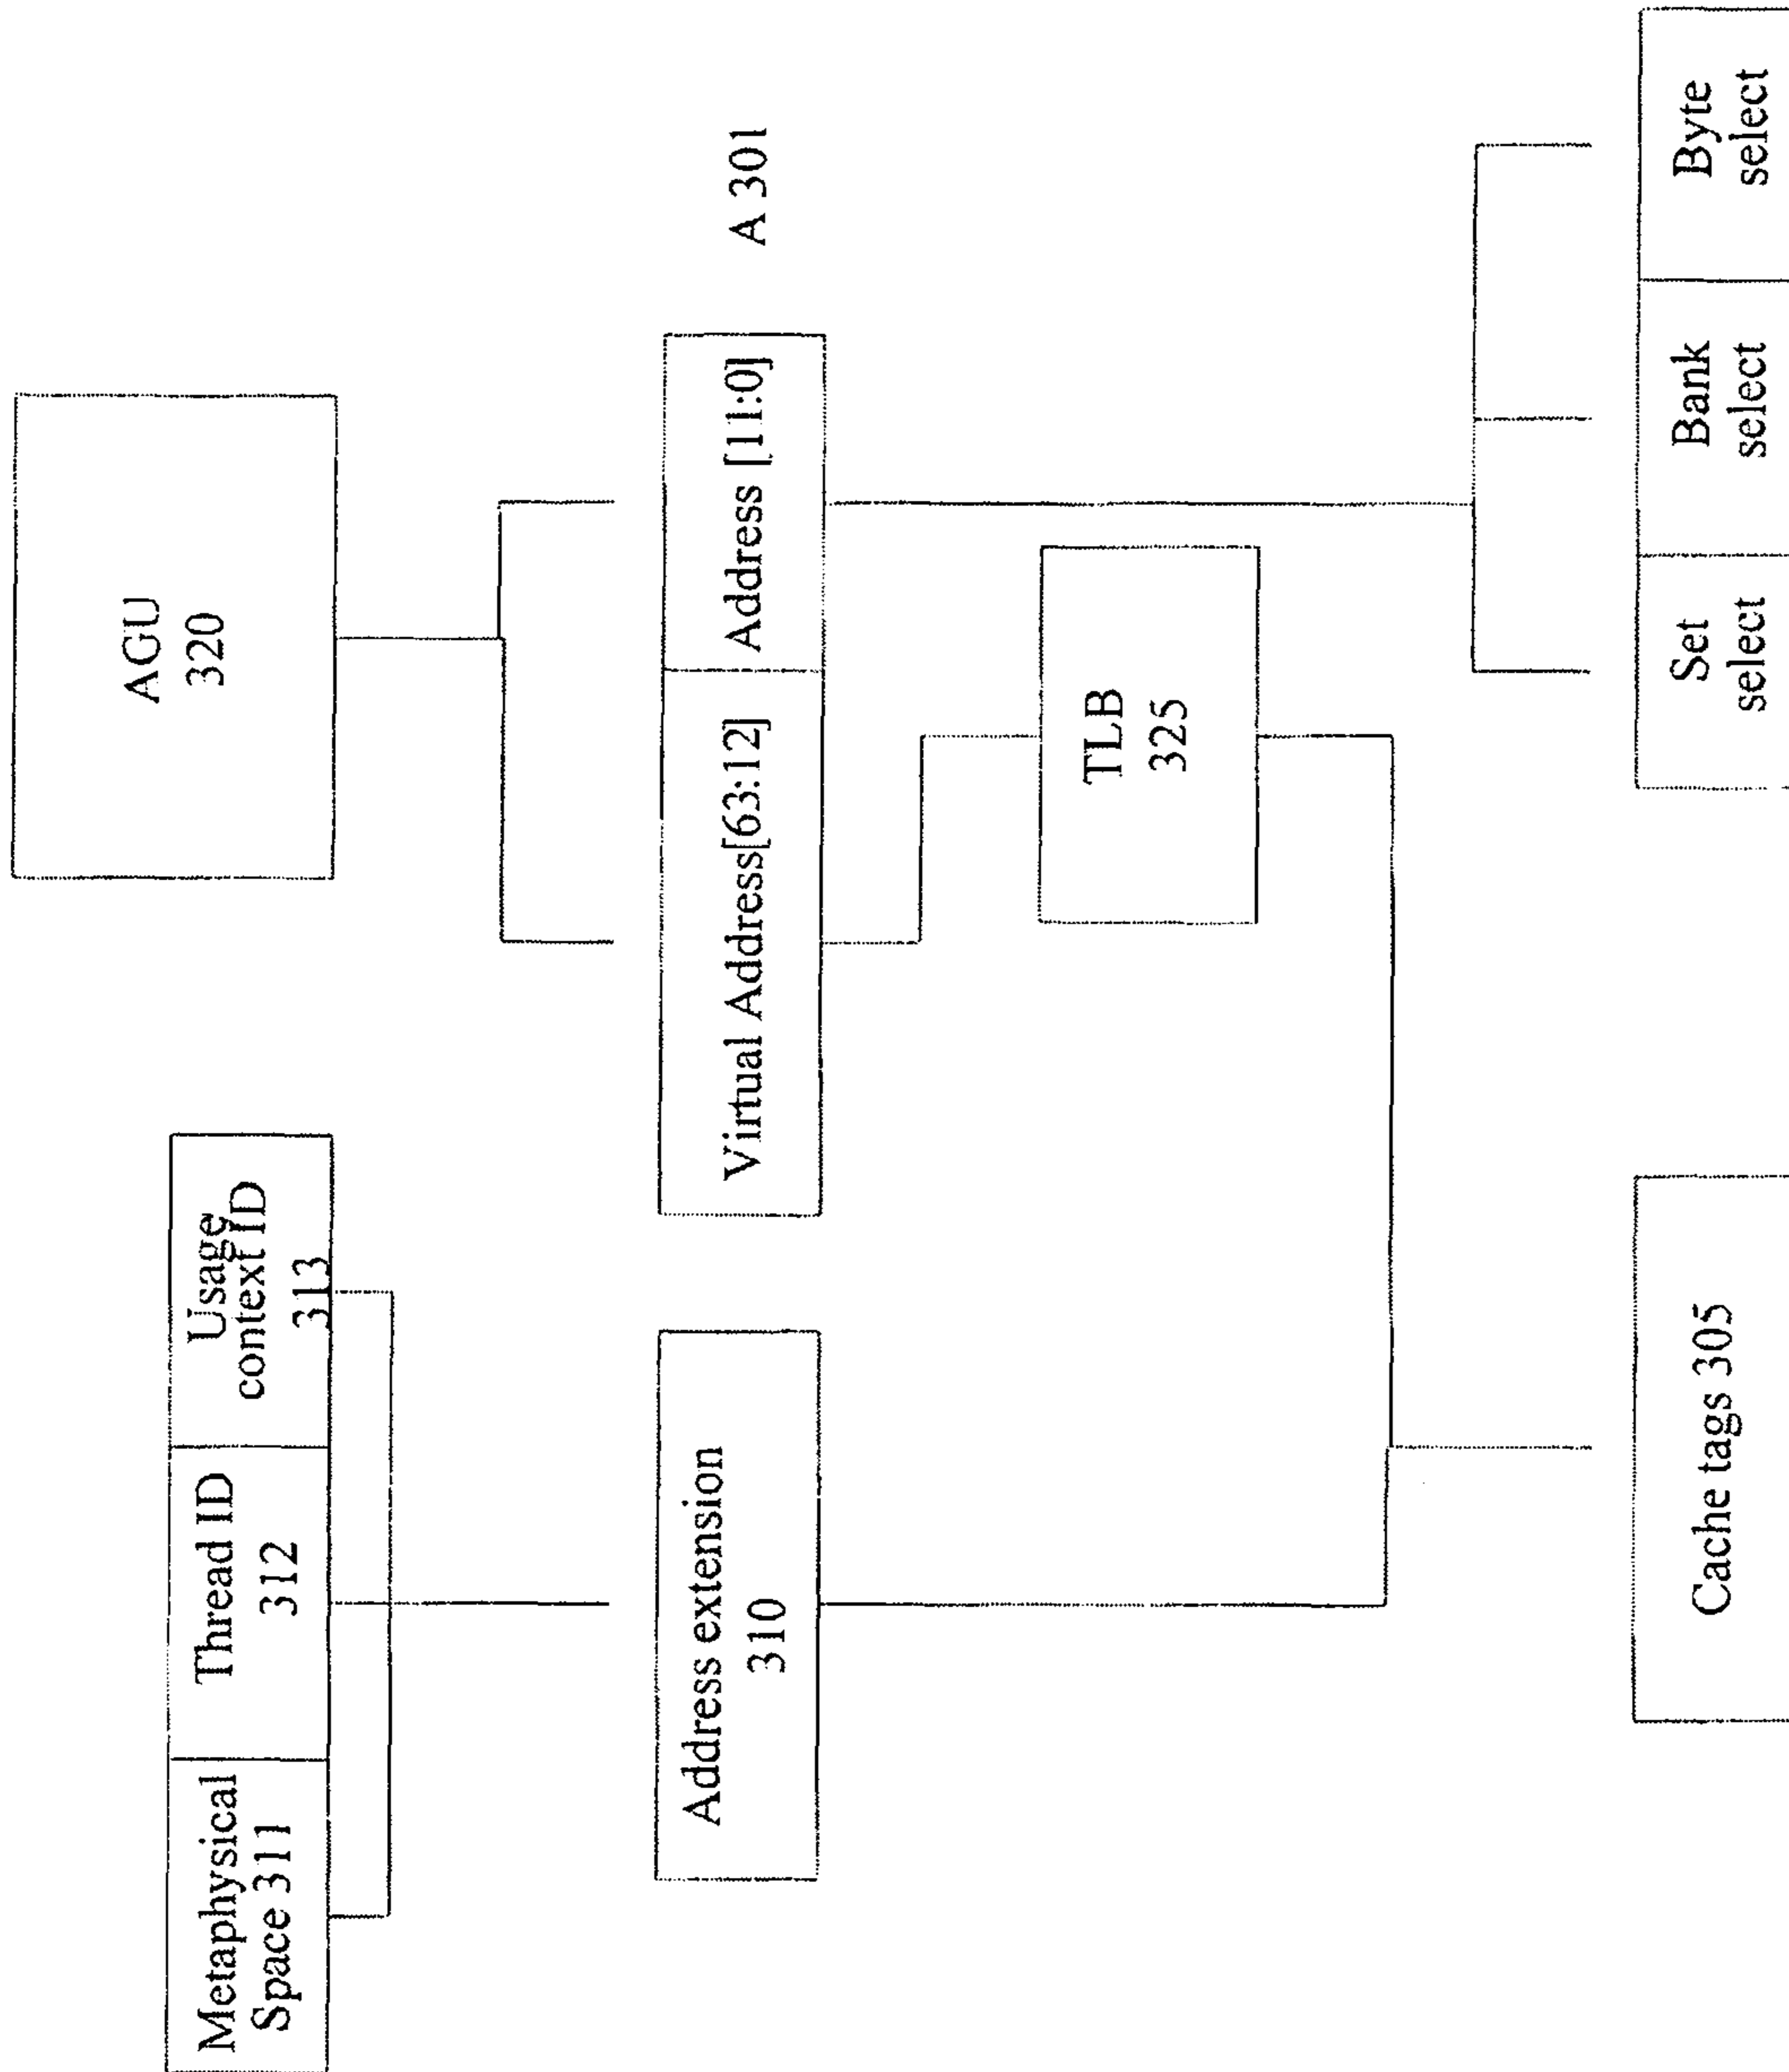 Metaphysical
Space 311
Thread ID
312
Usage
context ID
313
AGU
320
Address extension
310
Virtual Address[63:12]
Address [11:0]
A 301
TLB
325
Cache tags 305
Set
select
Bank
select
Byte
select